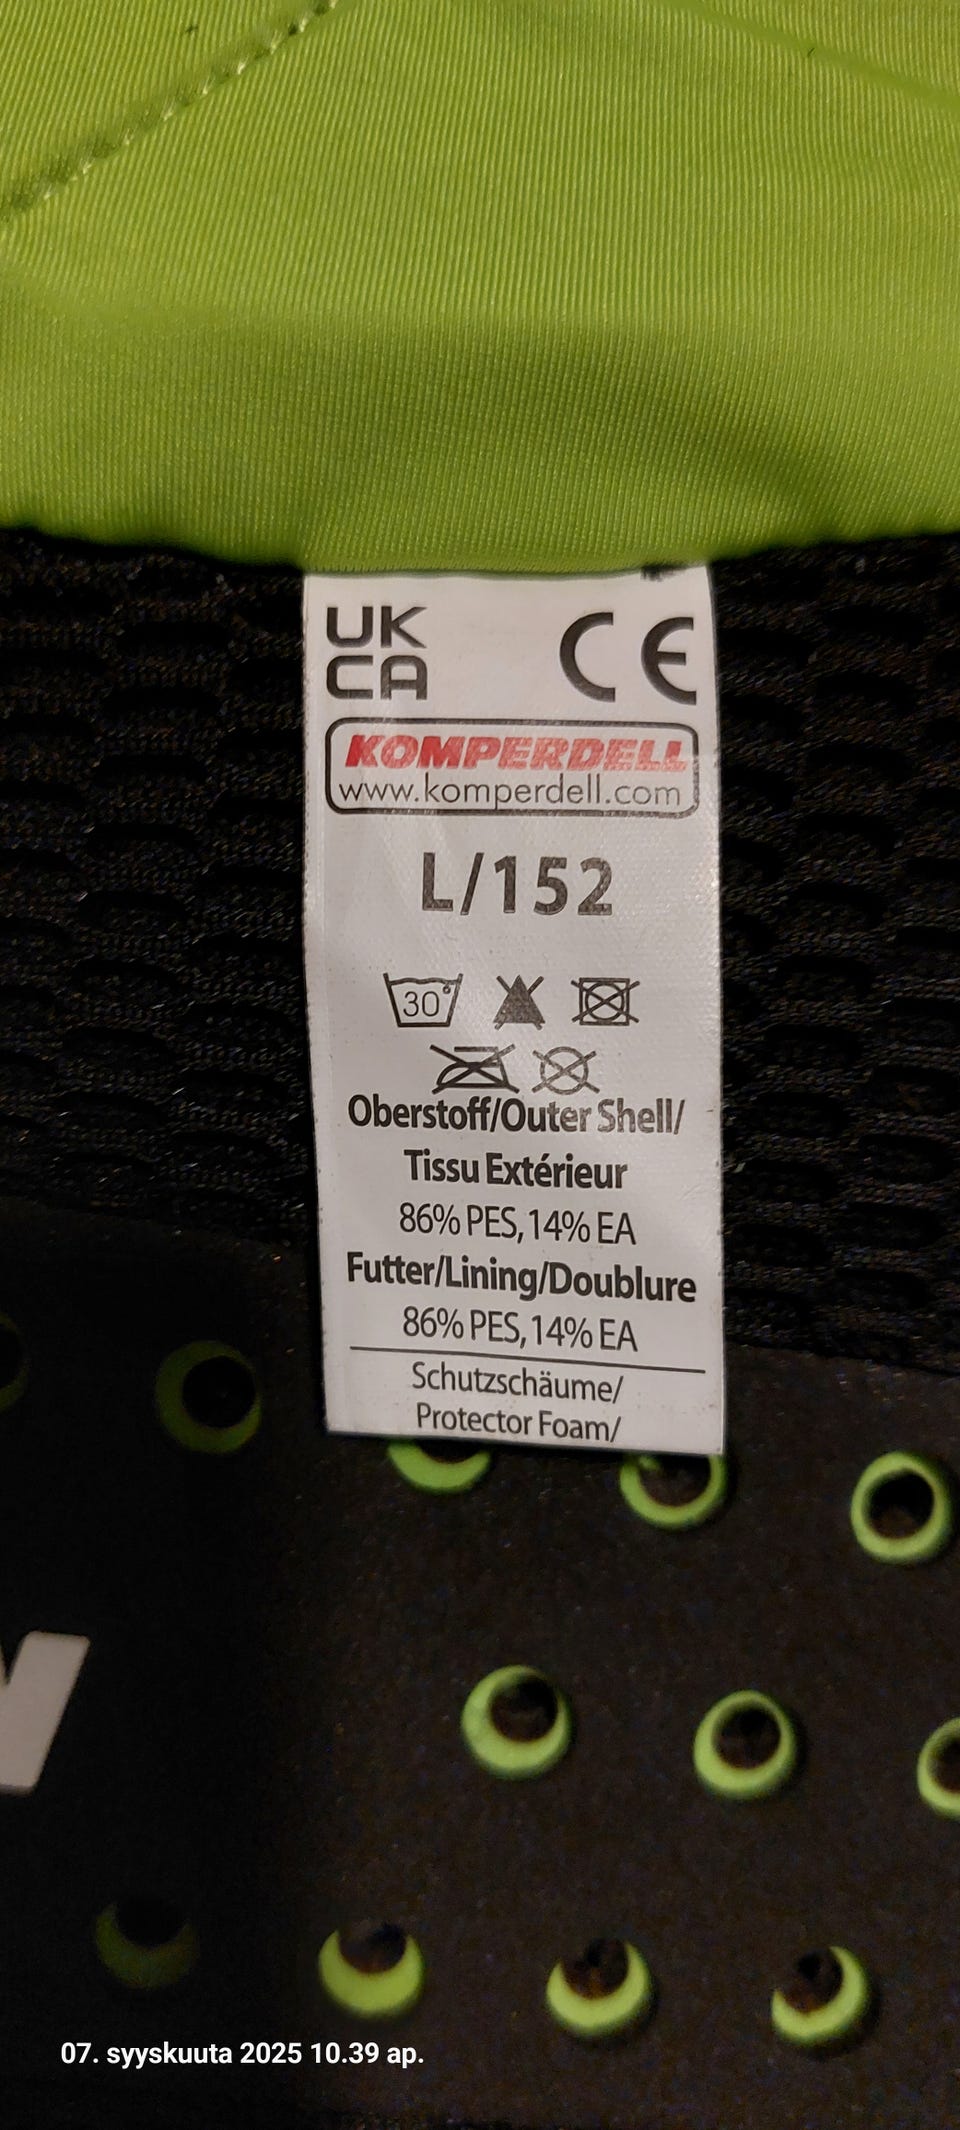 UK
CA
CE
KOMPERDELL
www.komperdell.com
L/152
30°
Oberstoff/Outer Shell/
Tissu Extérieur
86% PES, 14% EA
Futter/Lining/Doublure
86% PES, 14% EA
Schutzschäume/
Protector Foam/
07. syyskuuta 2025 10.39 ap.